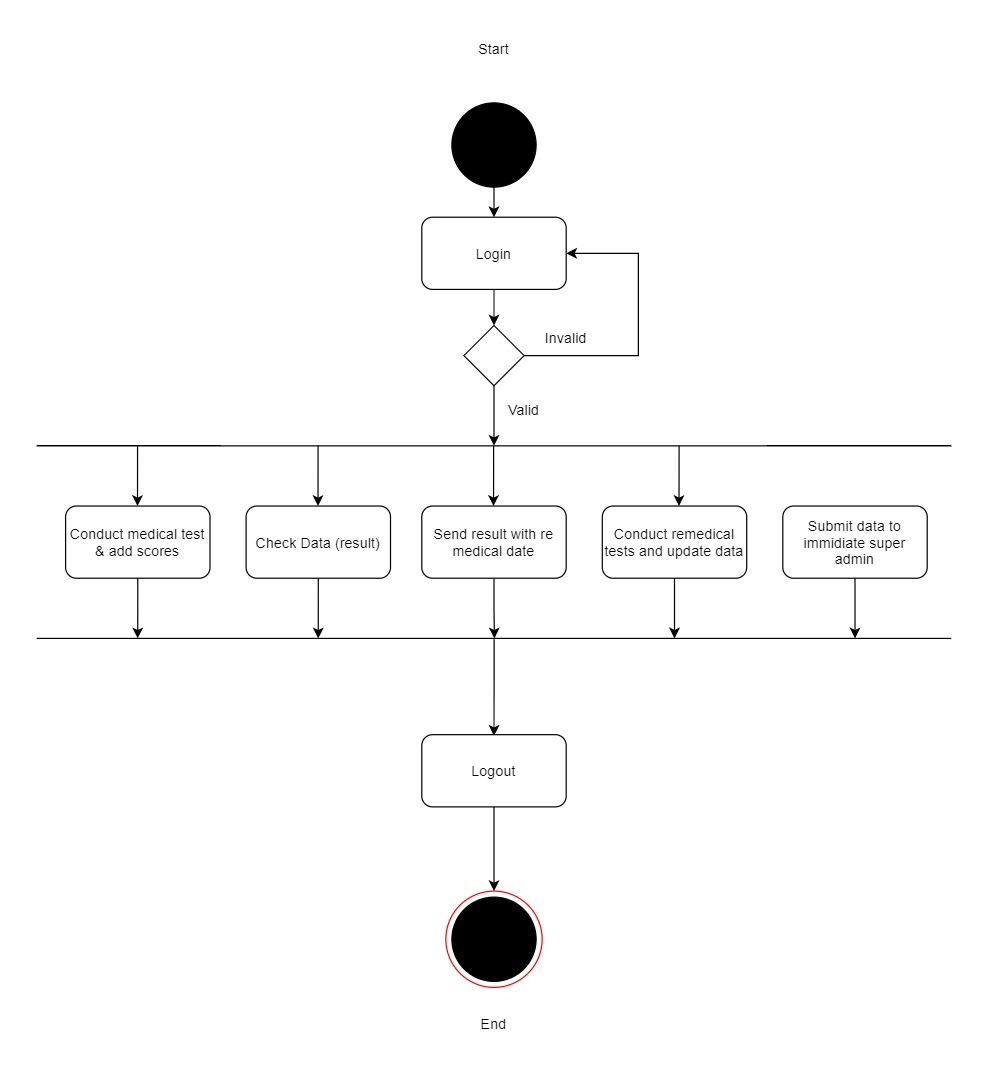 Start
Login
Invalid
Valid
Conduct medical test
& add scores
Check Data (result)
Send result with re
medical date
Conduct remedical
tests and update data
Submit data to
immidiate super
admin
Logout
End